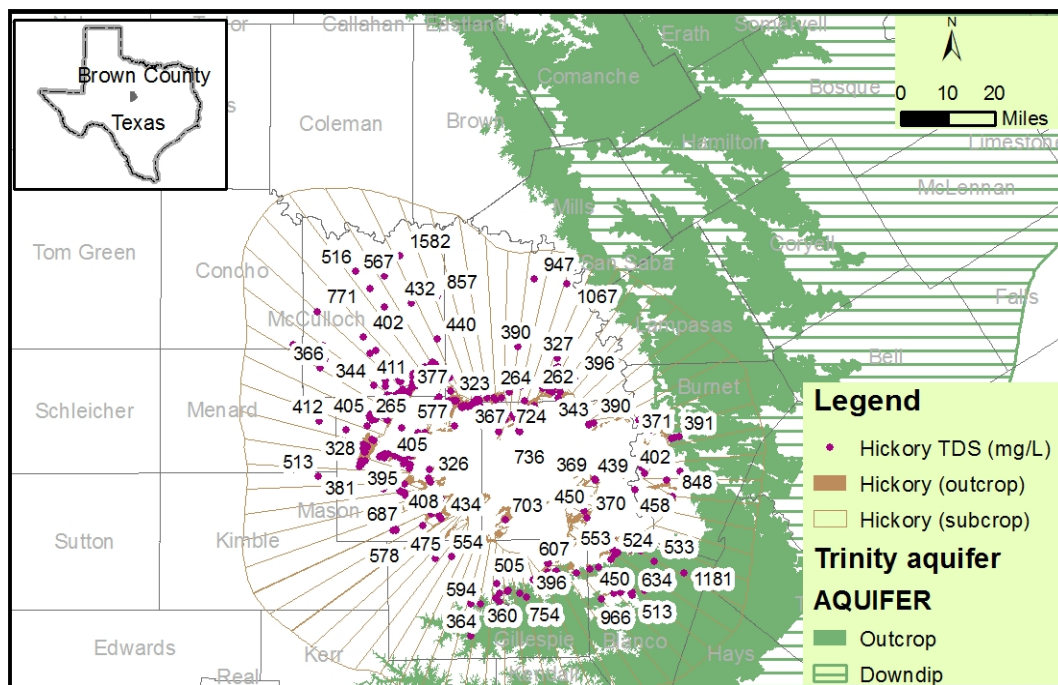 Callahan
Eastland
Erath
Somervell
N
Brown County
Texas
Comanche
Bosque
0 10 20
Miles
Coleman
Brown
Hamilton
Limestone
McLennan
Mills
Coryell
Tom Green
Concho
516
567
1582
947
San Saba
Falls
771
432
857
1067
McCulloch
402
440
390
327
Lampasas
Bell
366
344
411
377
323
264
262
396
Burnet
Schleicher
Menard
412
405
265
577
367
724
343
390
371
391
328
405
736
402
513
381
395
326
369
439
848
Mason
408
434
703
450
370
458
687
Sutton
Kimble
578
475
554
553
524
533
607
505
396
450
634
1181
594
364
360
754
966
513
Edwards
Gillespie
Blanco
Kerr
Hays
Real
Kendall
Legend
Hickory TDS (mg/L)
Hickory (outcrop)
Hickory (subcrop)
Trinity aquifer
AQUIFER
Outcrop
Downdip